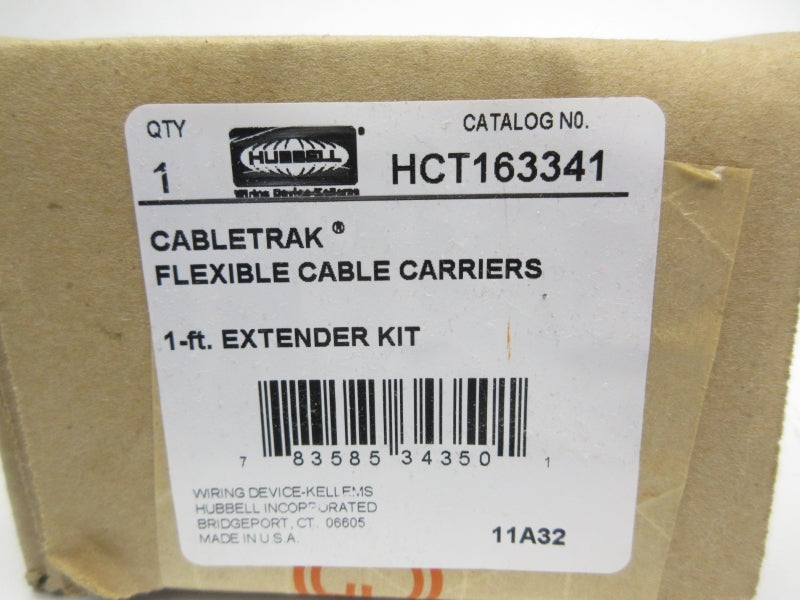 QTY
CATALOG NO.
1
HUBBELL®
Wiring Device-Kellems
HCT163341
CABLETRAK®
FLEXIBLE CABLE CARRIERS
1-ft. EXTENDER KIT
7 83585 34350 1
WIRING DEVICE-KELLEMS
HUBBELL INCORPORATED
BRIDGEPORT, CT. 06605
MADE IN U.S.A.
11A32